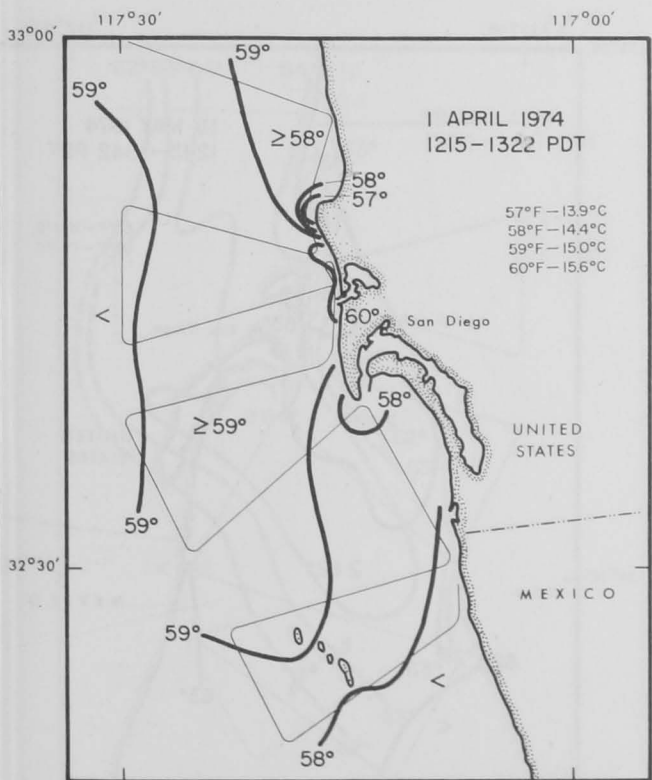 117°30'
117°00'
33°00'
59°
59°
1 APRIL 1974
1215-1322 PDT
≥58°
58°
57°
57°F-13.9°C
58°F-14.4°C
59°F-15.0°C
60°F-15.6°C
<
60°
San Diego
58°
≥59°
UNITED
STATES
59°
32°30'
MEXICO
59°
<
58°